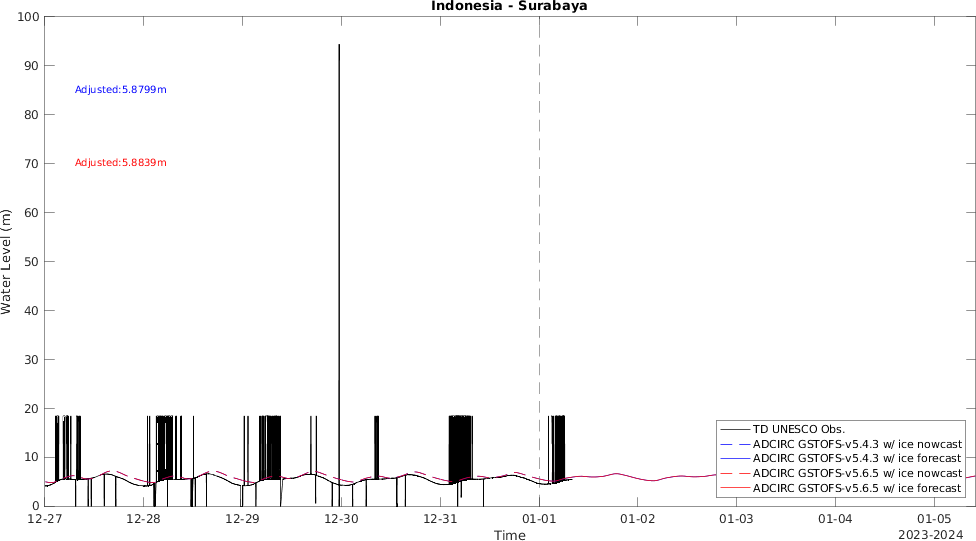 Indonesia - Surabaya
100
90
80
70
60
50
40
30
20
10
0
Water Level (m)
Adjusted:5.8799m
Adjusted:5.8839m
TD UNESCO Obs.
ADCIRC GSTOFS-v5.4.3 w/ ice nowcast
ADCIRC GSTOFS-v5.4.3 w/ ice forecast
ADCIRC GSTOFS-v5.6.5 w/ ice nowcast
ADCIRC GSTOFS-v5.6.5 w/ ice forecast
12-27 12-28 12-29 12-30 12-31 01-01 01-02 01-03 01-04 01-05
Time
2023-2024